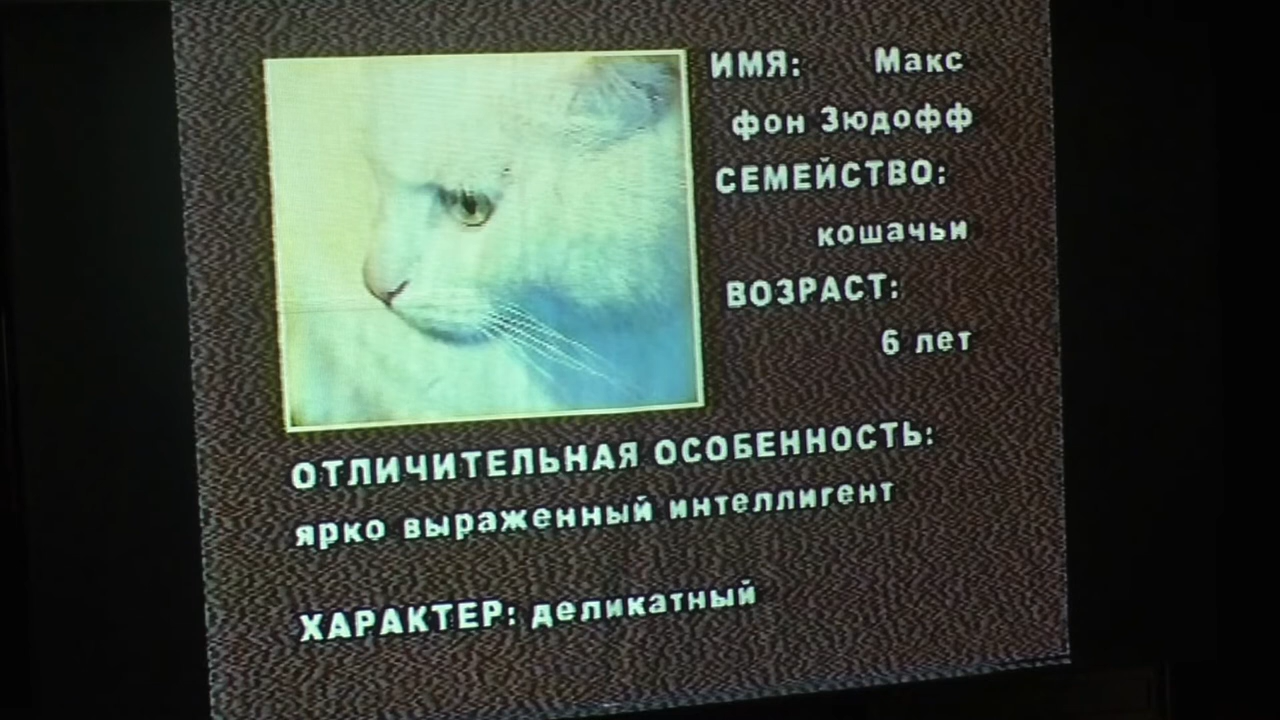 ИМЯ: Макс
фон Зюдофф
СЕМЕЙСТВО:
кошачьи
ВОЗРАСТ:
6 лет
ОТЛИЧИТЕЛЬНАЯ ОСОБЕННОСТЬ:
ярко выраженный интеллигент
ХАРАКТЕР: деликатный